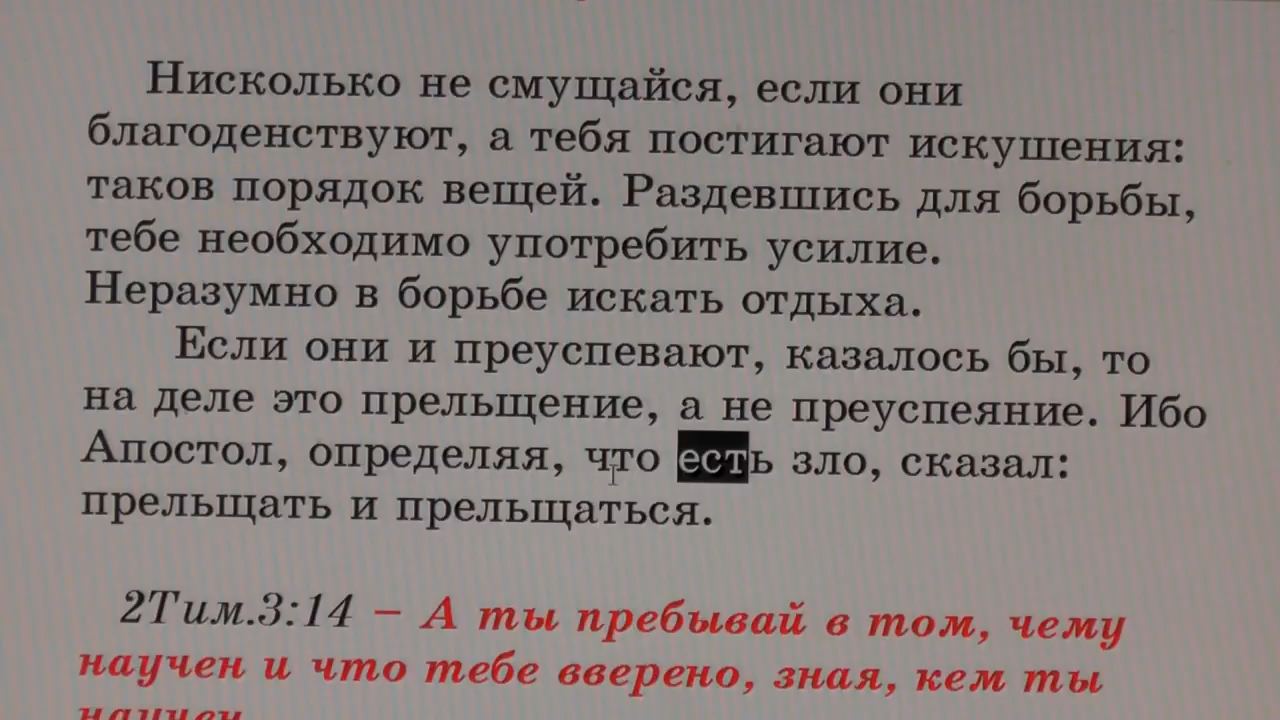 Нисколько не смущайся, если они
благоденствуют, а тебя постигают искушения:
таков порядок вещей. Раздевшись для борьбы,
тебе необходимо употребить усилие.
Неразумно в борьбе искать отдыха.
Если они и преуспевают, казалось бы, то
на деле это прельщение, а не преуспеяние. Ибо
Апостол, определяя, что есть зло, сказал:
прельщать и прельщаться.
2Тим.3:14 – А ты пребывай в том, чему
научен и что тебе вверено, зная, кем ты
научен